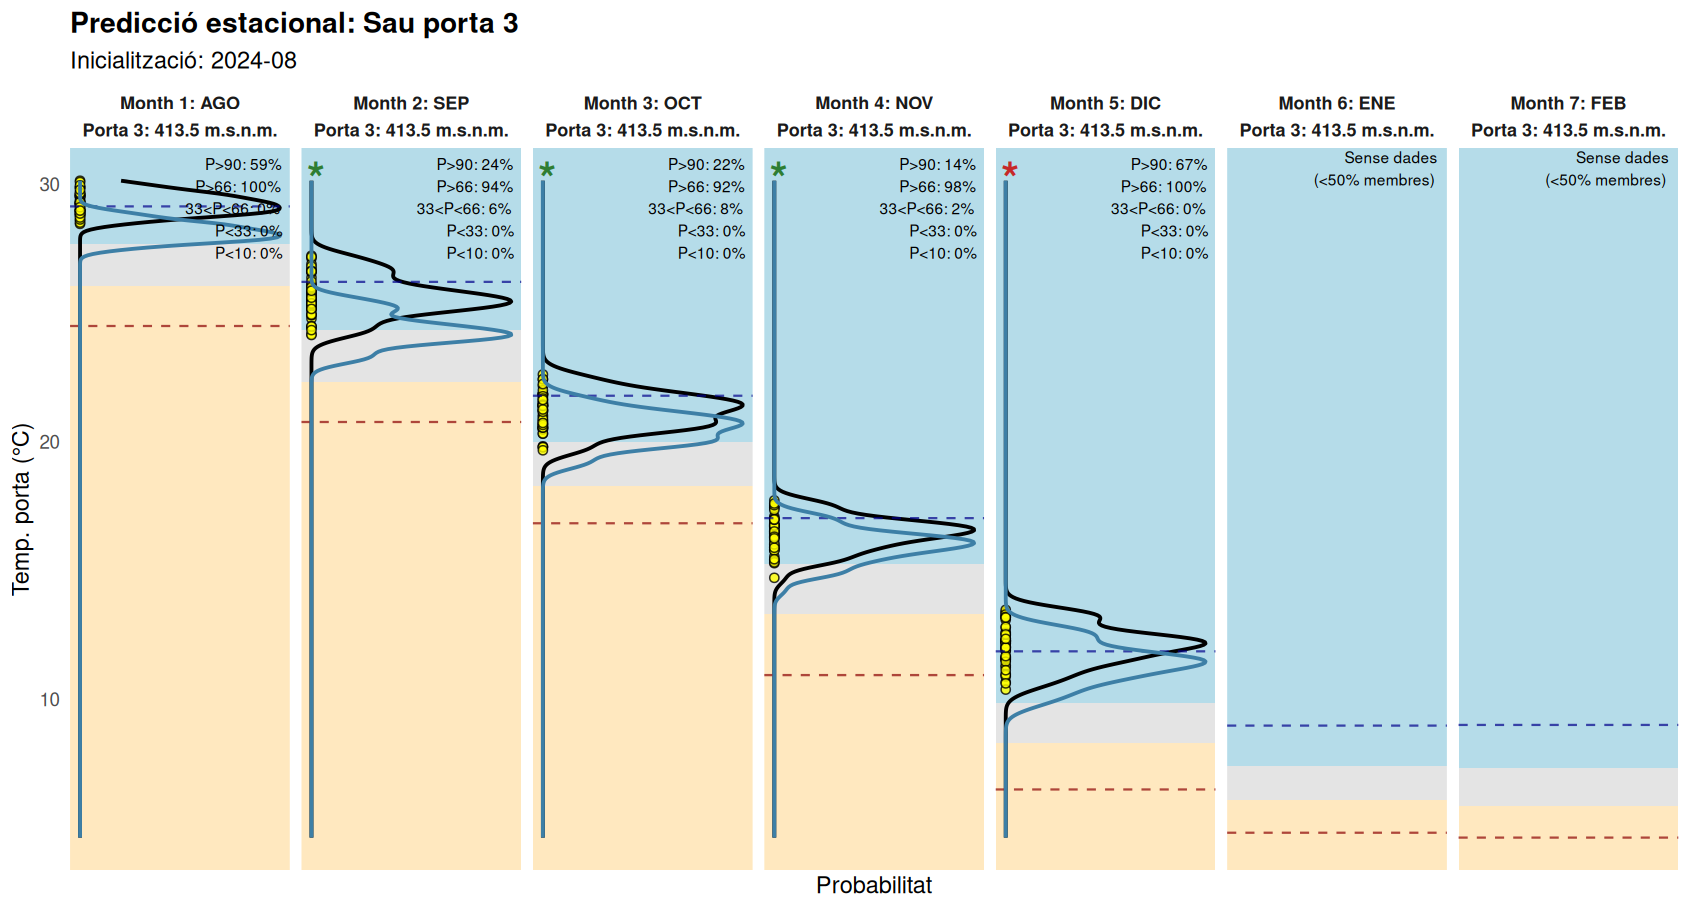 Predicció estacional: Sau porta 3
Inicialització: 2024-08
Month 1: AGO
Porta 3: 413.5 m.s.n.m.
Month 2: SEP
Porta 3: 413.5 m.s.n.m.
Month 3: OCT
Porta 3: 413.5 m.s.n.m.
Month 4: NOV
Porta 3: 413.5 m.s.n.m.
Month 5: DIC
Porta 3: 413.5 m.s.n.m.
Month 6: ENE
Porta 3: 413.5 m.s.n.m.
Month 7: FEB
Porta 3: 413.5 m.s.n.m.
P>90: 59%
P>66: 100%
33<P<66: 0%
P<33: 0%
P<10: 0%
*
P>90: 24%
P>66: 94%
33<P<66: 6%
P<33: 0%
P<10: 0%
*
P>90: 22%
P>66: 92%
33<P<66: 8%
P<33: 0%
P<10: 0%
*
P>90: 14%
P>66: 98%
33<P<66: 2%
P<33: 0%
P<10: 0%
*
P>90: 67%
P>66: 100%
33<P<66: 0%
P<33: 0%
P<10: 0%
Sense dades
(<50% membres)
Sense dades
(<50% membres)
30
20
10
Temp. porta (°C)
Probabilitat